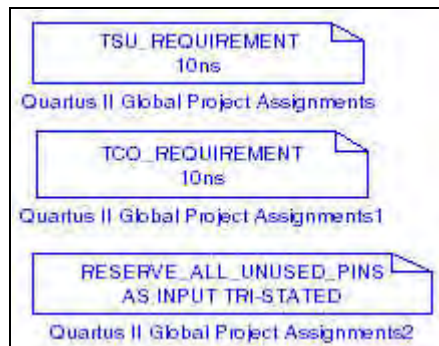 TSU_REQUIREMENT
10ns
Quartus II Global Project Assignments
TCO_REQUIREMENT
10ns
Quartus II Global Project Assignments1
RESERVE_ALL_UNUSED_PINS
AS INPUT TRI-STATED
Quartus II Global Project Assignments2